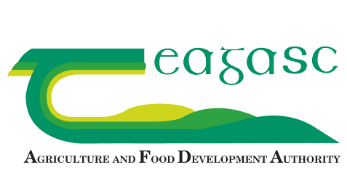 Teagasc
AGRICULTURE AND FOOD DEVELOPMENT AUTHORITY